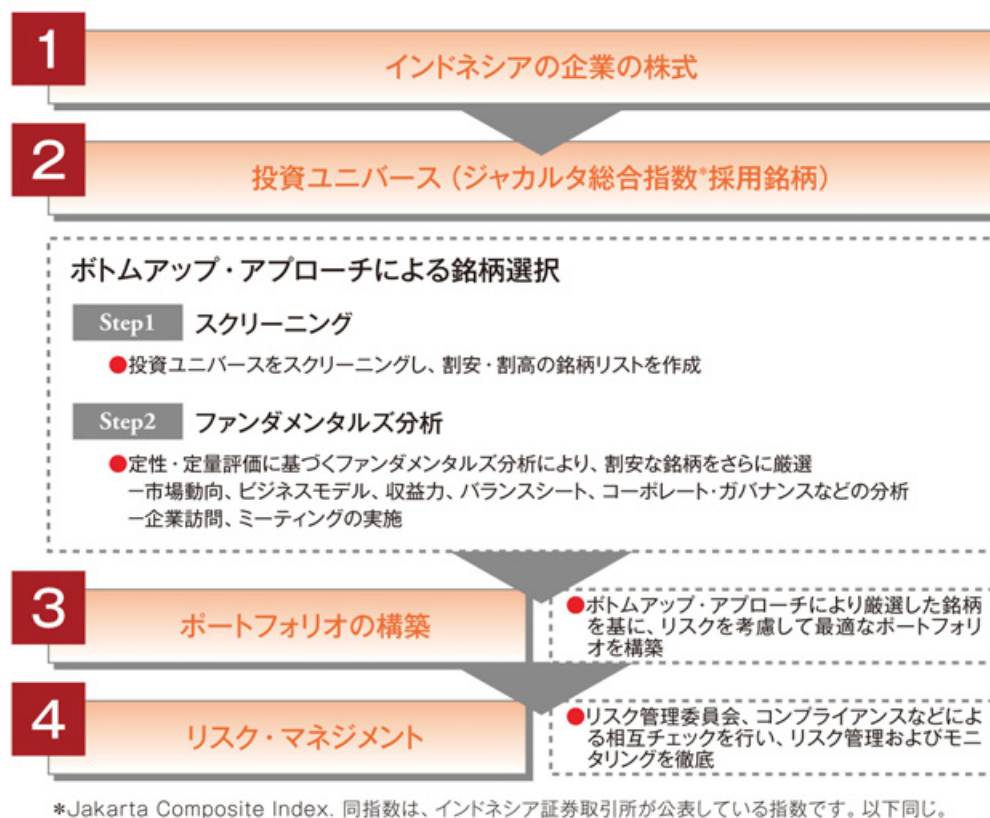 1
インドネシアの企業の株式
2
投資ユニバース（ジャカルタ総合指数*採用銘柄）
ボトムアップ・アプローチによる銘柄選択
Step1 スクリーニング
●投資ユニバースをスクリーニングし、割安・割高の銘柄リストを作成
Step2 ファンダメンタルズ分析
●定性・定量評価に基づくファンダメンタルズ分析により、割安な銘柄をさらに厳選
－市場動向、ビジネスモデル、収益力、バランスシート、コーポレート・ガバナンスなどの分析
－企業訪問、ミーティングの実施
3
ポートフォリオの構築
●ボトムアップ・アプローチにより厳選した銘柄
を基に、リスクを考慮して最適なポートフォリ
オを構築
4
リスク・マネジメント
●リスク管理委員会、コンプライアンスなどによ
る相互チェックを行い、リスク管理およびモニ
タリングを徹底
*Jakarta Composite Index. 同指数は、インドネシア証券取引所が公表している指数です。以下同じ。